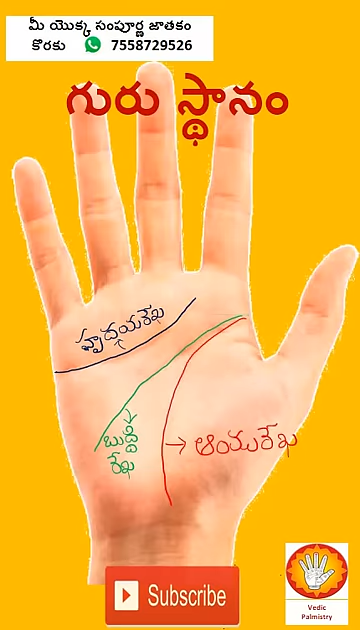 మీ యొక్క సంపూర్ణ జాతకం
కొరకు 7558729526
గురు స్థానం
హృదయరేఖ
బుద్ధి
రేఖ
ఆయురేఖ
Subscribe
Vedic
Palmistry